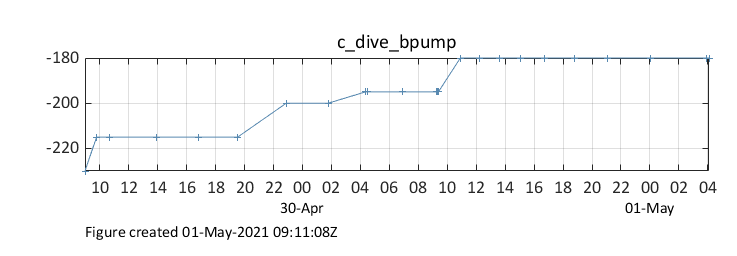 c_dive_bpump
-180
-200
-220
10 12 14 16 18 20 22 00 02 04 06 08 10 12 14 16 18 20 22 00 02 04
30-Apr 01-May
Figure created 01-May-2021 09:11:08Z